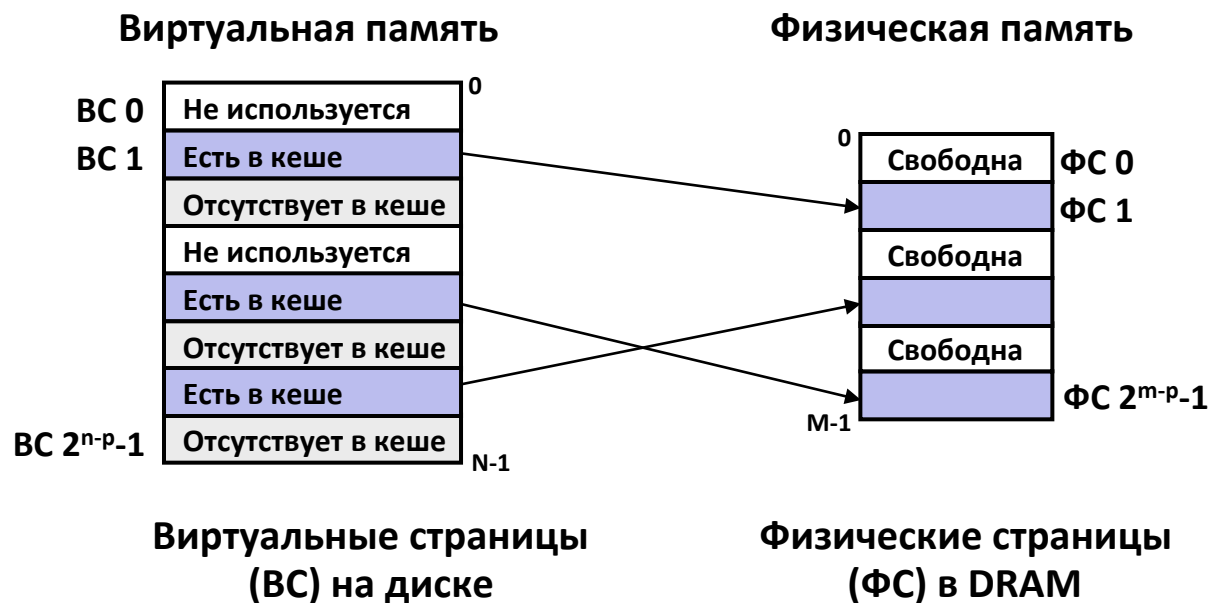 Виртуальная память
Физическая память
0
ВС 0 Не используется
ВС 1 Есть в кеше
Отсутствует в кеше
Не используется
Есть в кеше
Отсутствует в кеше
Есть в кеше
ВС 2ⁿ⁻ᵖ-1 Отсутствует в кеше
N-1
0
Свободна ФС 0
ФС 1
Свободна
Свободна
ФС 2ᵐ⁻ᵖ-1
M-1
Виртуальные страницы
(ВС) на диске
Физические страницы
(ФС) в DRAM